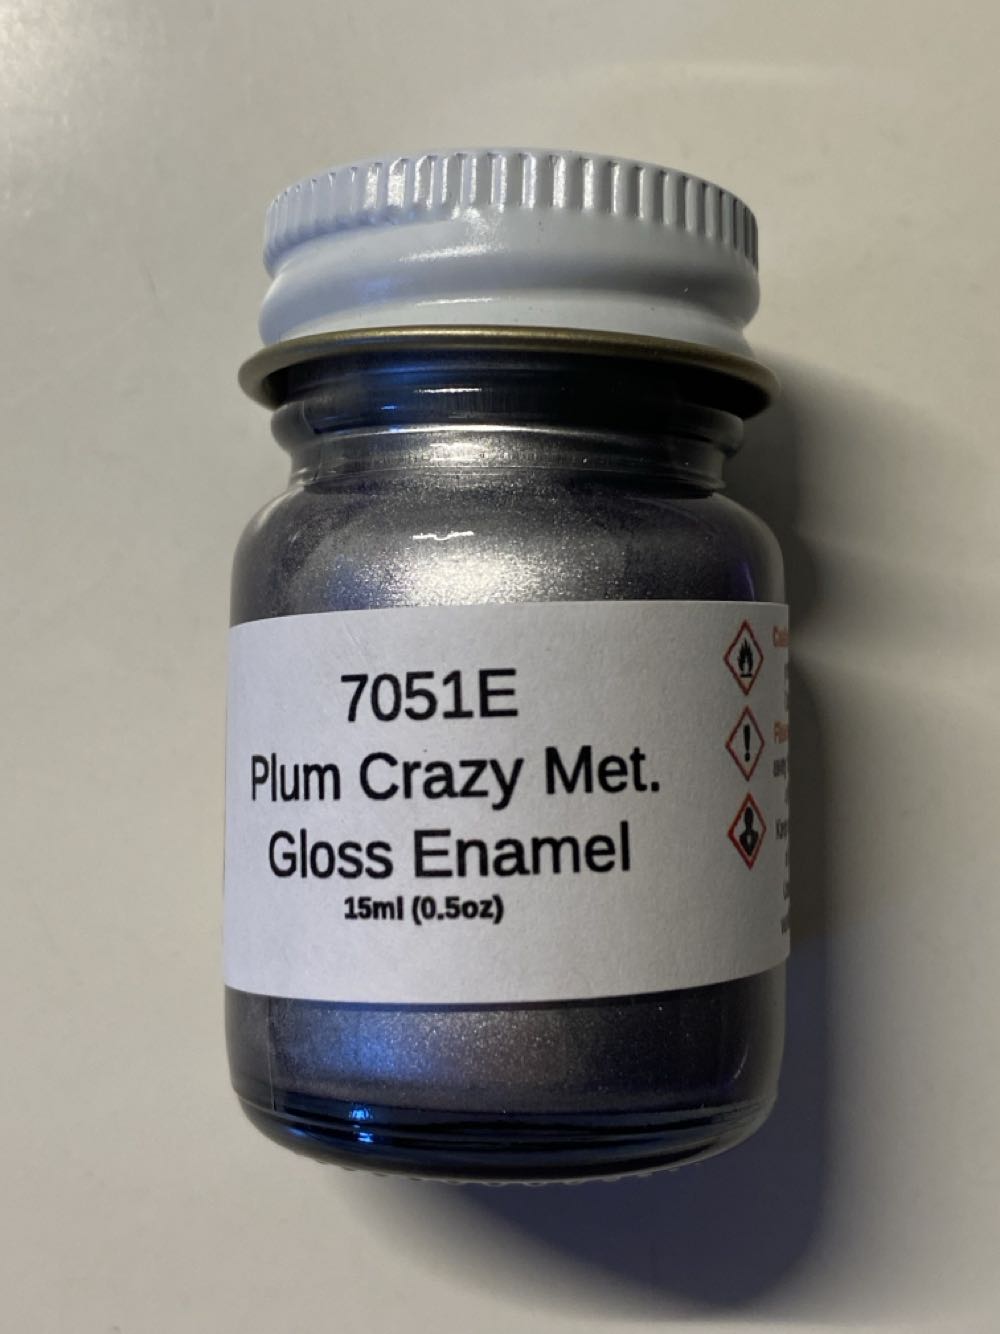 7051E
Plum Crazy Met.
Gloss Enamel
15ml (0.5oz)